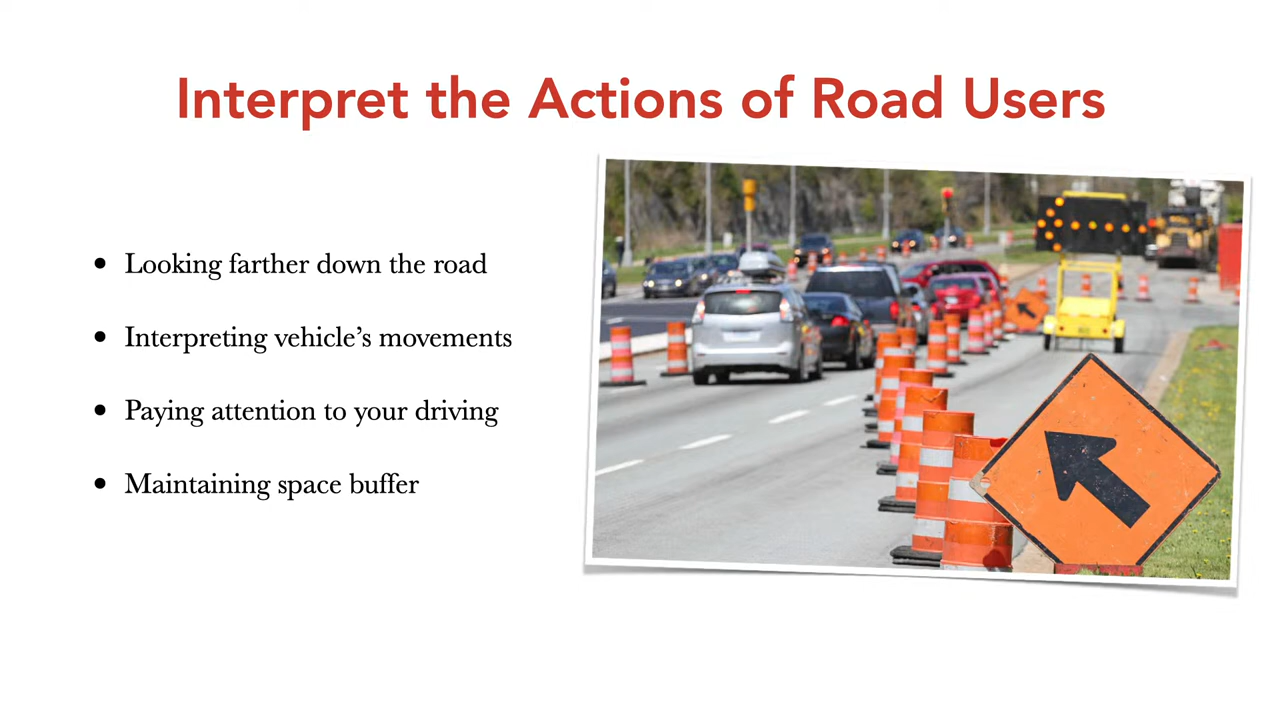 Interpret the Actions of Road Users
• Looking farther down the road
• Interpreting vehicle’s movements
• Paying attention to your driving
• Maintaining space buffer